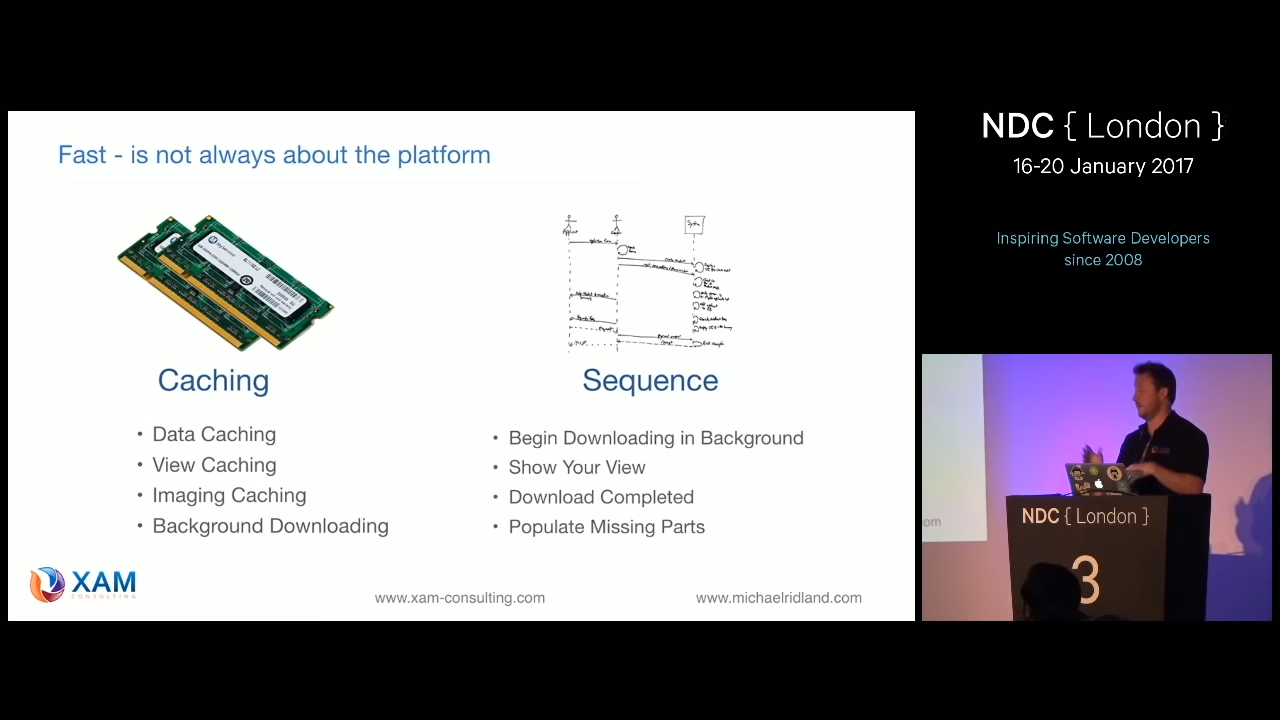 Fast - is not always about the platform
Caching
• Data Caching
• View Caching
• Imaging Caching
• Background Downloading
Sequence
• Begin Downloading in Background
• Show Your View
• Download Completed
• Populate Missing Parts
XAM
CONSULTING
www.xam-consulting.com
www.michaelridland.com
NDC { London }
16-20 January 2017
Inspiring Software Developers
since 2008
om
XAM
NDC { London }
3